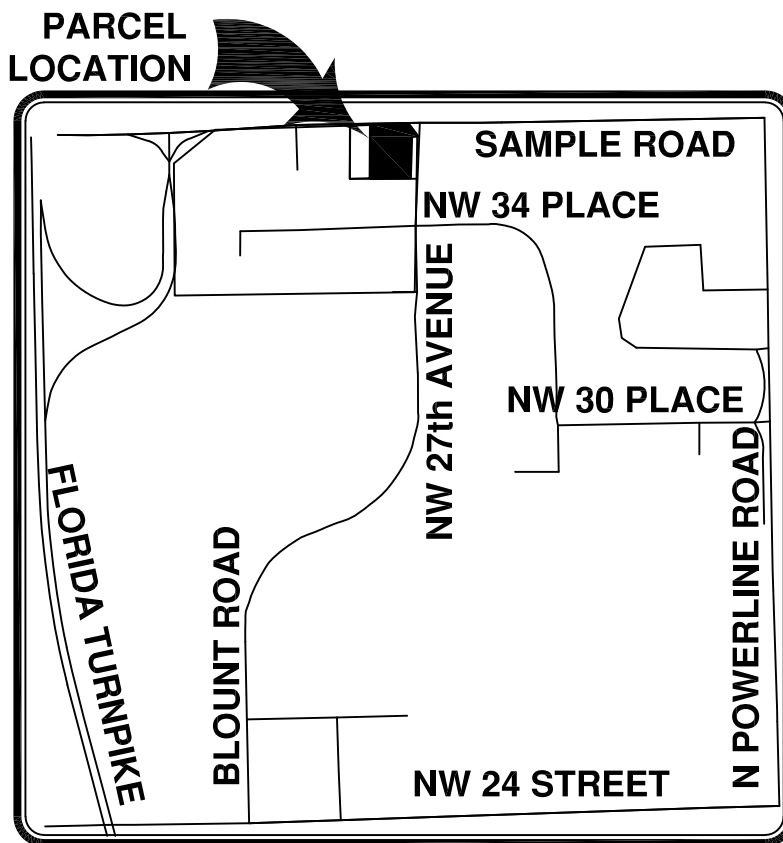 PARCEL
LOCATION
SAMPLE ROAD
NW 34 PLACE
NW 27th AVENUE
NW 30 PLACE
FLORIDA TURNPIKE
BLOUNT ROAD
N POWERLINE ROAD
NW 24 STREET